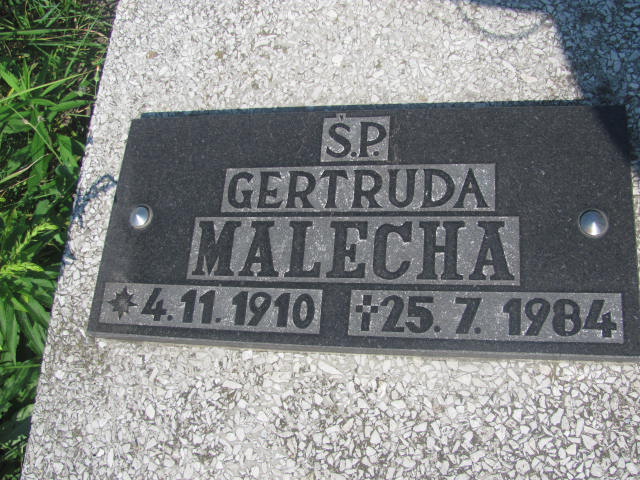 Ś.P.
GERTRUDA
MALECHA
4.11.1910 †25.7.1984